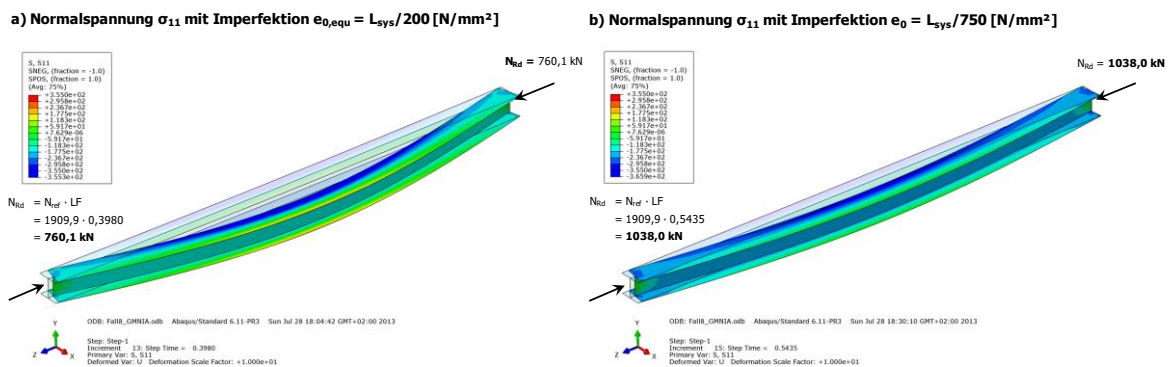 a) Normalspannung σ11 mit Imperfektion e0,equ = Lsys/200 [N/mm²]
S, S11
SNEG, (fraction = -1.0)
SPOS, (fraction = 1.0)
(Avg: 75%)
+3.550e+02
+2.958e+02
+2.367e+02
+1.775e+02
+1.183e+02
+5.917e+01
+7.629e-06
-5.917e+01
-1.183e+02
-1.775e+02
-2.367e+02
-2.958e+02
-3.550e+02
-3.553e+02
NRd = 760,1 kN
NRd = Nref · LF
= 1909,9 · 0,3980
= 760,1 kN
Y
Z
X
ODB: Fall8_GMNIA.odb Abaqus/Standard 6.11-PR3 Sun Jul 28 18:04:42 GMT+02:00 2013
Step: Step-1
Increment 13: Step Time = 0.3980
Primary Var: S, S11
Deformed Var: U Deformation Scale Factor: +1.000e+01
b) Normalspannung σ11 mit Imperfektion e0 = Lsys/750 [N/mm²]
S, S11
SNEG, (fraction = -1.0)
SPOS, (fraction = 1.0)
(Avg: 75%)
+3.550e+02
+2.958e+02
+2.367e+02
+1.775e+02
+1.183e+02
+5.917e+01
+7.629e-06
-5.917e+01
-1.183e+02
-1.775e+02
-2.367e+02
-2.958e+02
-3.550e+02
-3.659e+02
NRd = 1038,0 kN
NRd = Nref · LF
= 1909,9 · 0,5435
= 1038,0 kN
Y
Z
X
ODB: Fall8_GMNIA.odb Abaqus/Standard 6.11-PR3 Sun Jul 28 18:30:10 GMT+02:00 2013
Step: Step-1
Increment 15: Step Time = 0.5435
Primary Var: S, S11
Deformed Var: U Deformation Scale Factor: +1.000e+01